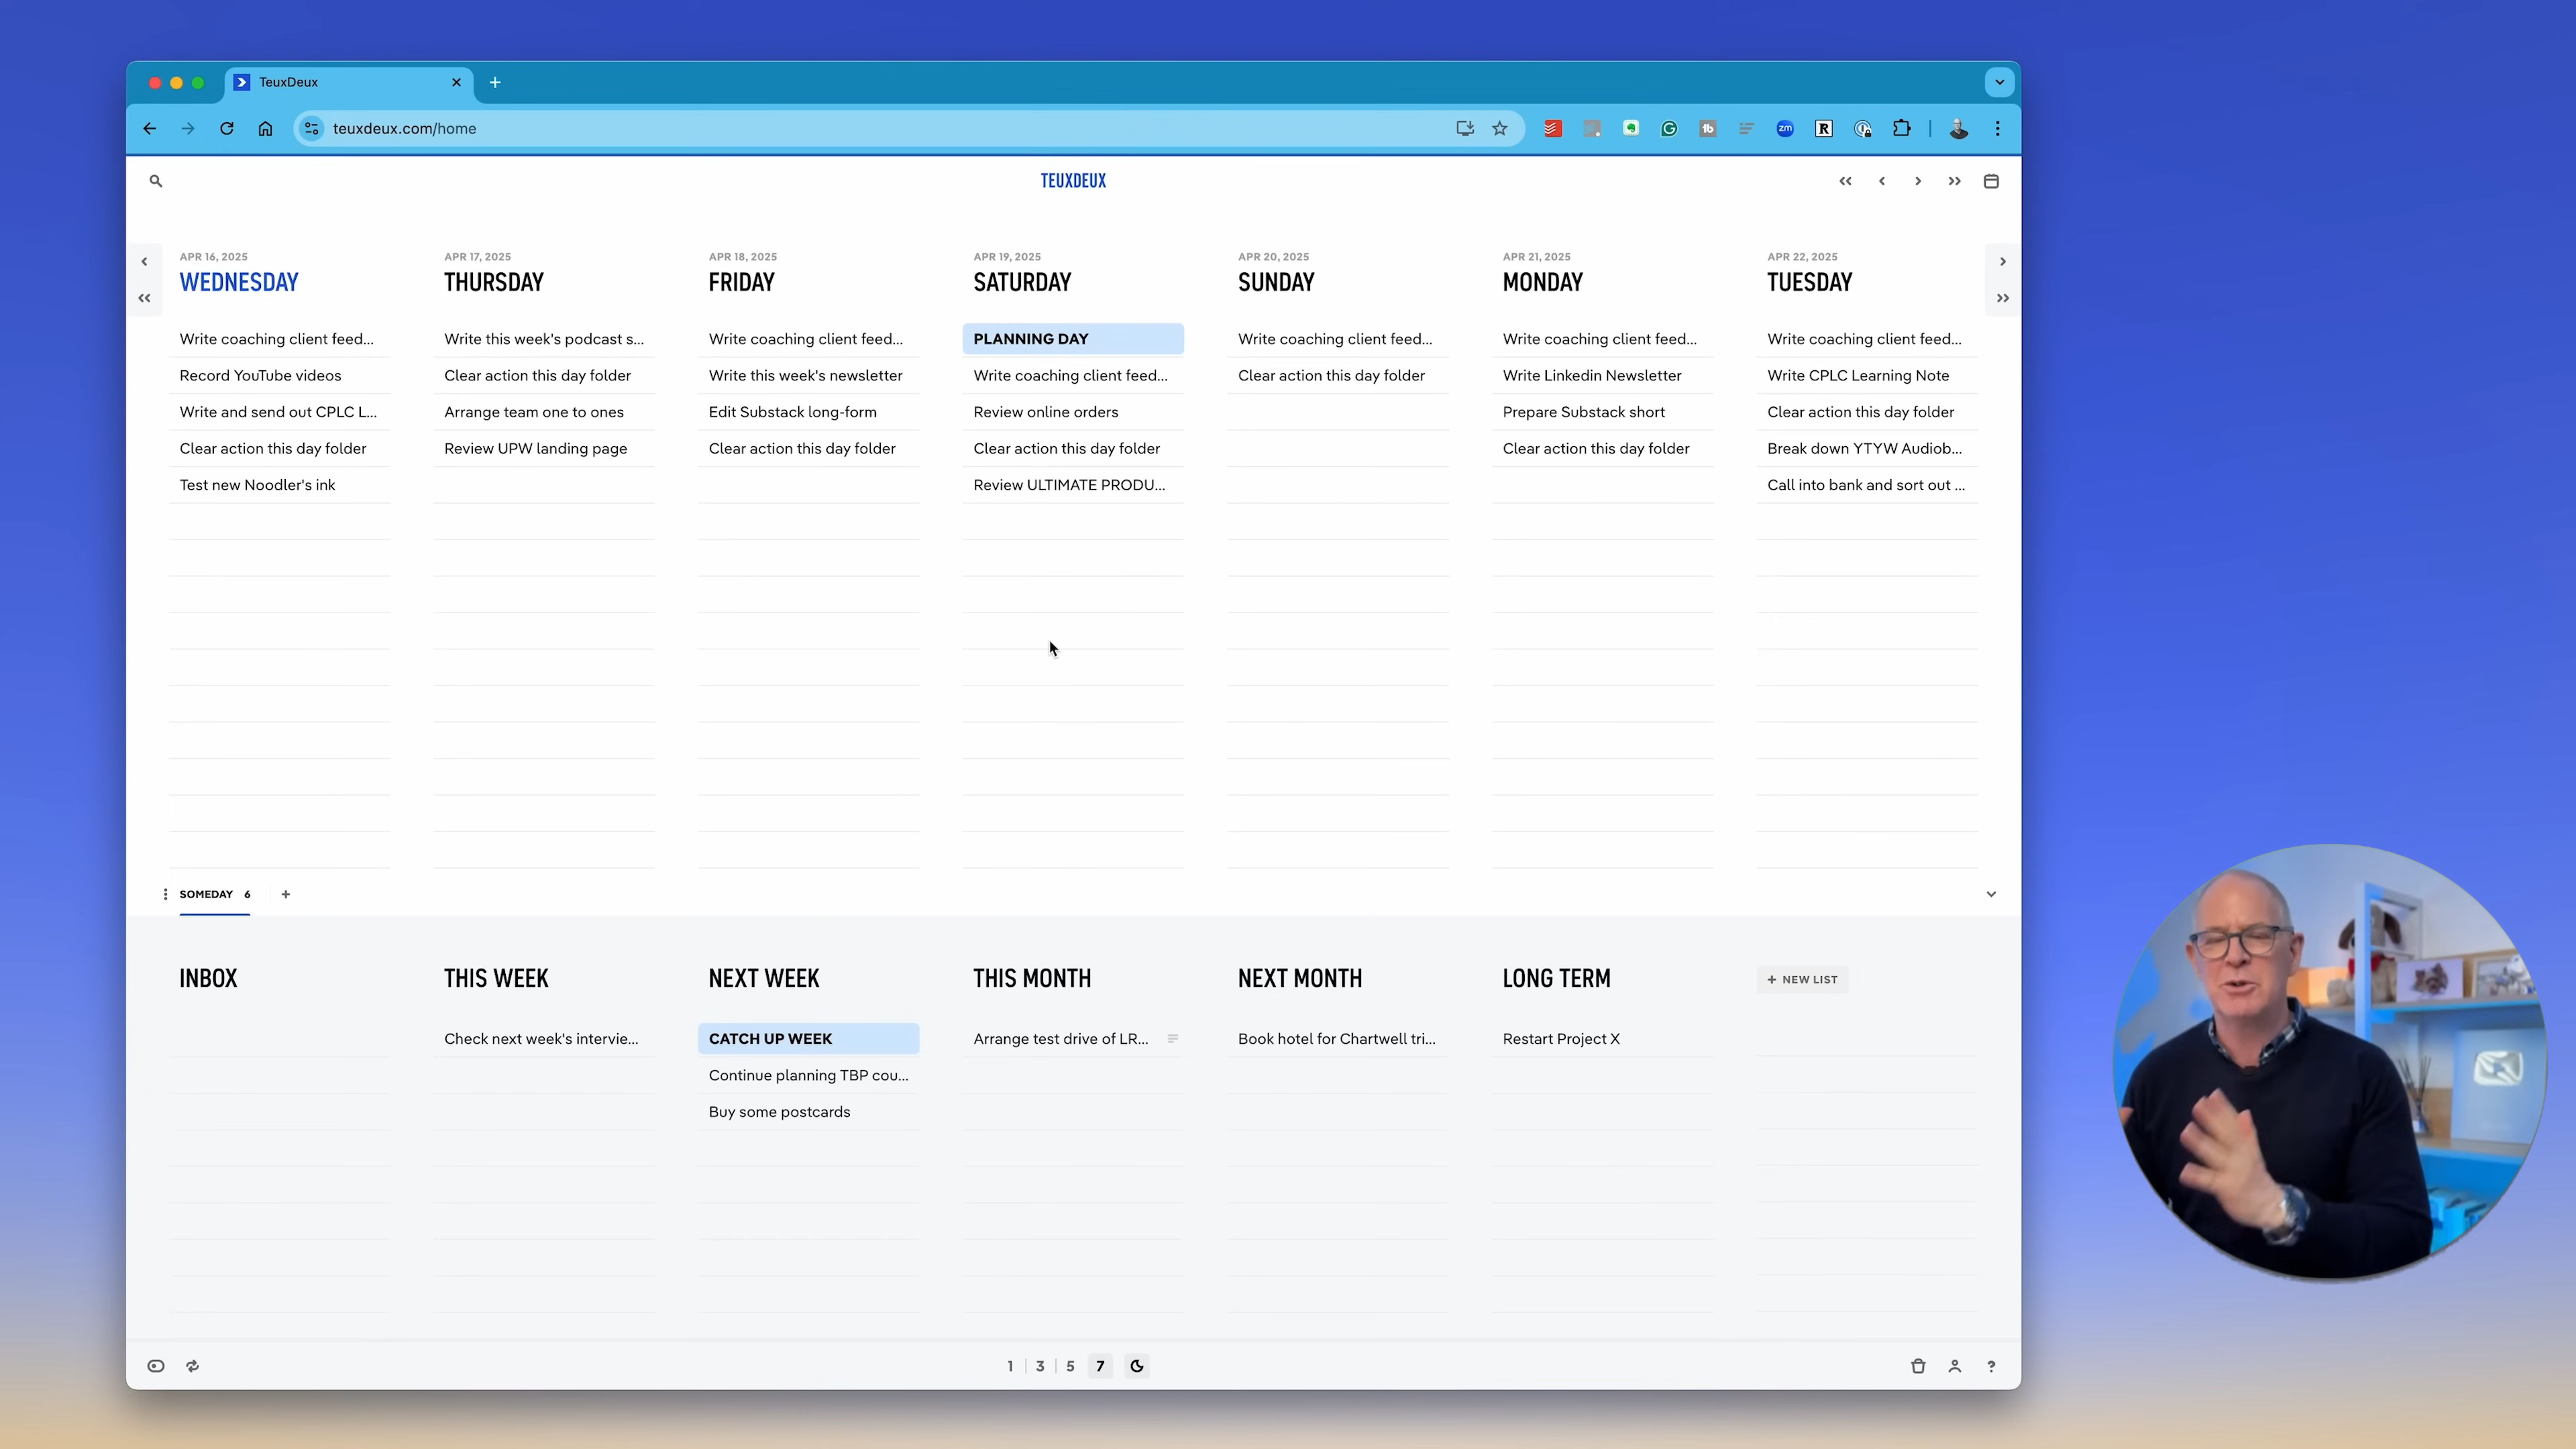 TeuxDeux
teuxdeux.com/home
zm
R
TEUXDEUX
APR 16, 2025
WEDNESDAY
Write coaching client feed...
Record YouTube videos
Write and send out CPLC L...
Clear action this day folder
Test new Noodler's ink
APR 17, 2025
THURSDAY
Write this week's podcast s...
Clear action this day folder
Arrange team one to ones
Review UPW landing page
APR 18, 2025
FRIDAY
Write coaching client feed...
Write this week's newsletter
Edit Substack long-form
Clear action this day folder
APR 19, 2025
SATURDAY
PLANNING DAY
Write coaching client feed...
Review online orders
Clear action this day folder
Review ULTIMATE PRODU...
APR 20, 2025
SUNDAY
Write coaching client feed...
Clear action this day folder
APR 21, 2025
MONDAY
Write coaching client feed...
Write Linkedin Newsletter
Prepare Substack short
Clear action this day folder
APR 22, 2025
TUESDAY
Write coaching client feed...
Write CPLC Learning Note
Clear action this day folder
Break down YTYW Audiob...
Call into bank and sort out ...
SOMEDAY 6 +
INBOX
THIS WEEK
Check next week's intervie...
NEXT WEEK
CATCH UP WEEK
Continue planning TBP cou...
Buy some postcards
THIS MONTH
Arrange test drive of LR...
NEXT MONTH
Book hotel for Chartwell tri...
LONG TERM
Restart Project X
+ NEW LIST
1 | 3 | 5 7
?